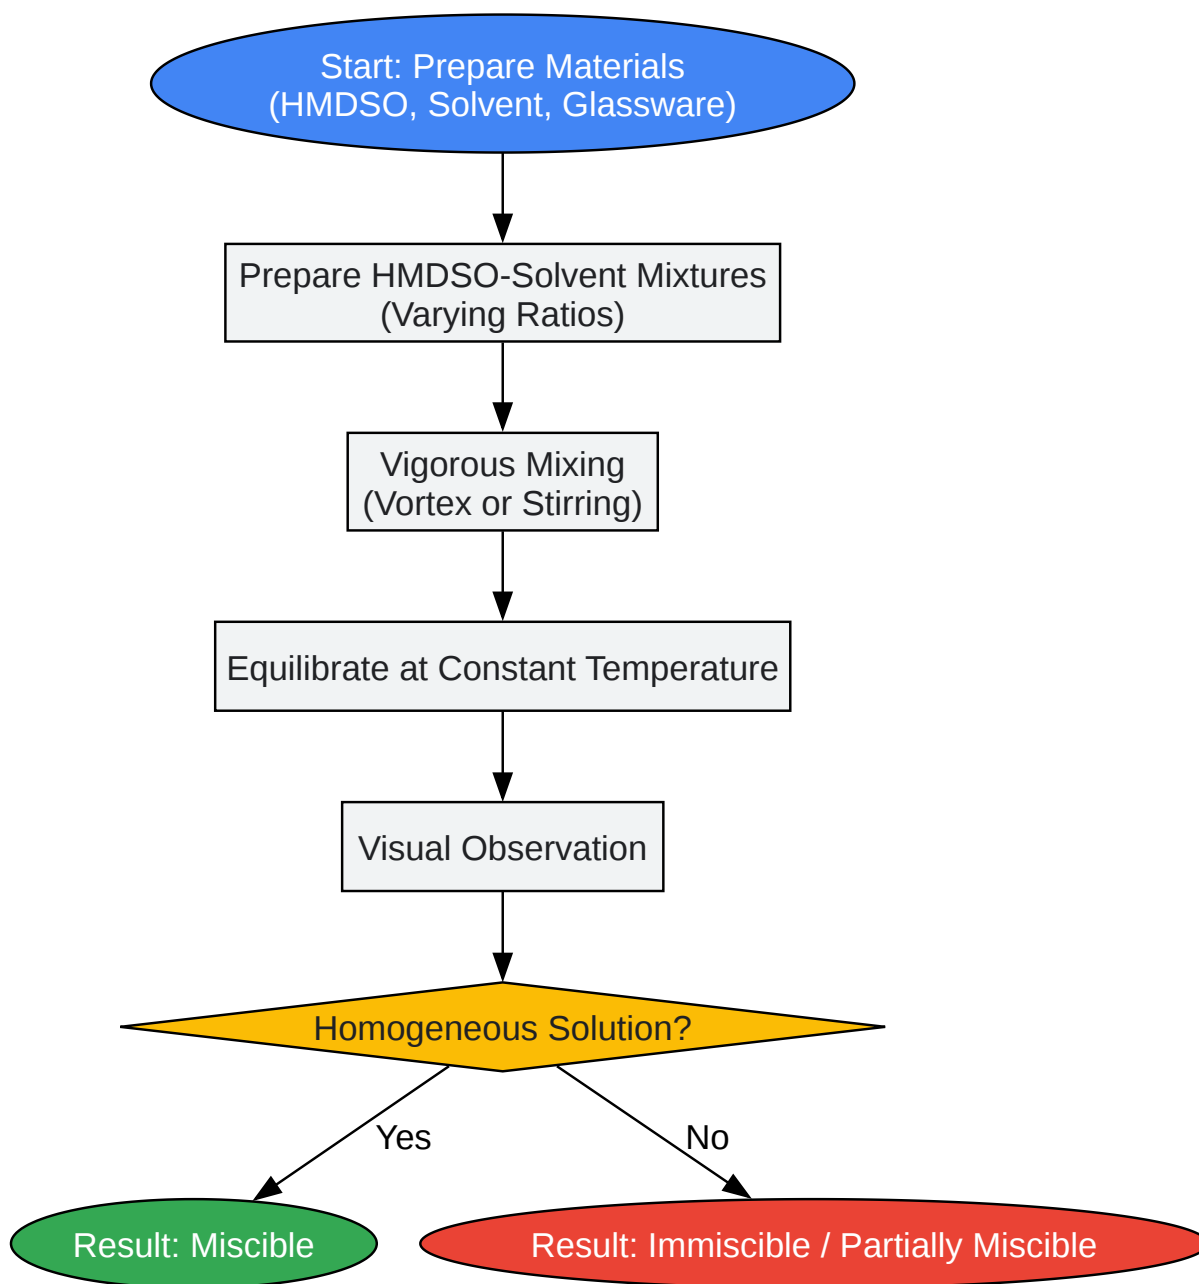 Start: Prepare Materials
(HMDSO, Solvent, Glassware)
Prepare HMDSO-Solvent Mixtures
(Varying Ratios)
Vigorous Mixing
(Vortex or Stirring)
Equilibrate at Constant Temperature
Visual Observation
Homogeneous Solution?
Yes
No
Result: Miscible
Result: Immiscible / Partially Miscible